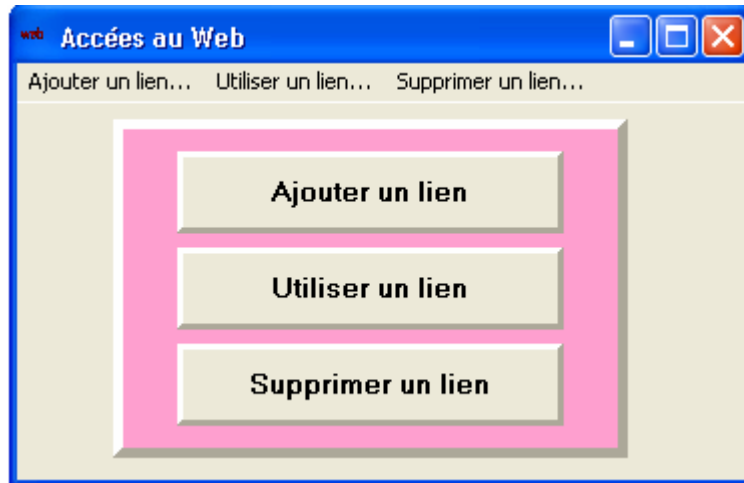 web Accées au Web
Ajouter un lien... Utiliser un lien... Supprimer un lien...
Ajouter un lien
Utiliser un lien
Supprimer un lien